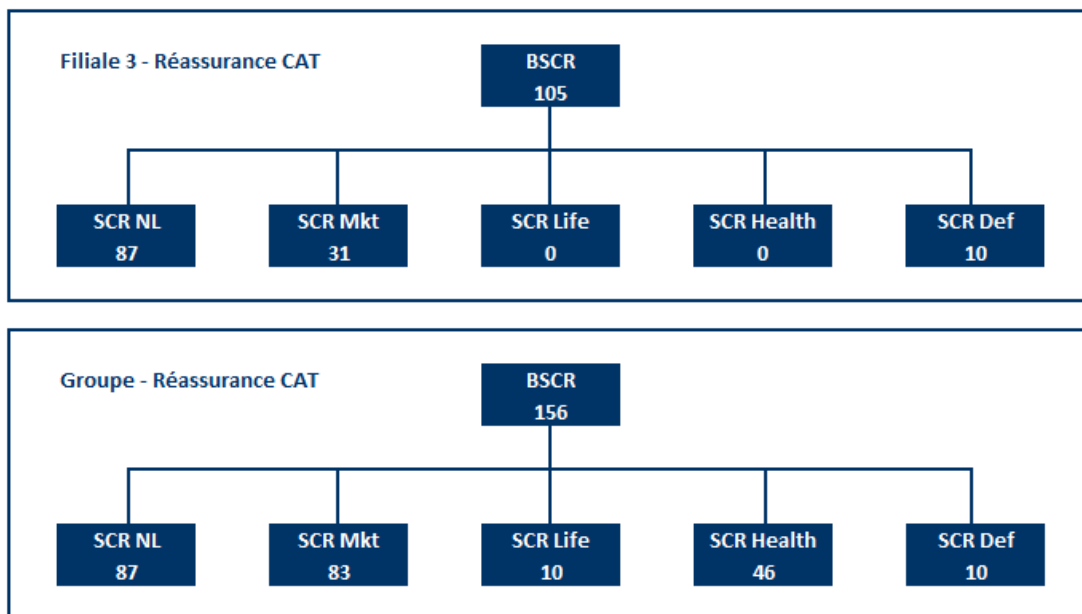 Filiale 3 - Réassurance CAT
BSCR
105
SCR NL
87
SCR Mkt
31
SCR Life
0
SCR Health
0
SCR Def
10
Groupe - Réassurance CAT
BSCR
156
SCR NL
87
SCR Mkt
83
SCR Life
10
SCR Health
46
SCR Def
10